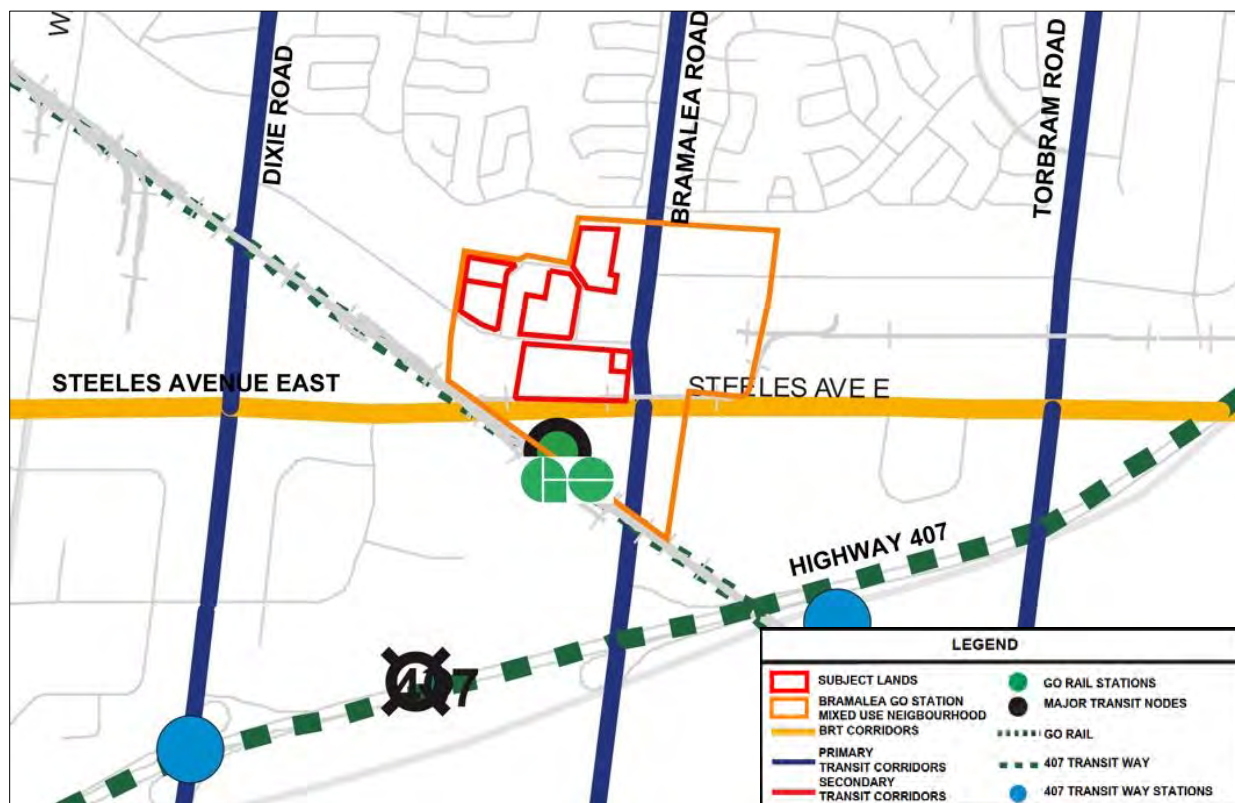 W
DIXIE ROAD
BRAMALEA ROAD
TORBRAM ROAD
STEELES AVENUE EAST
STEELES AVE E
GO
HIGHWAY 407
407
LEGEND
SUBJECT LANDS
BRAMALEA GO STATION
MIXED USE NEIGBOURHOOD
BRT CORRIDORS
PRIMARY
TRANSIT CORRIDORS
SECONDARY
TRANSIT CORRIDORS
GO RAIL STATIONS
MAJOR TRANSIT NODES
GO RAIL
407 TRANSIT WAY
407 TRANSIT WAY STATIONS